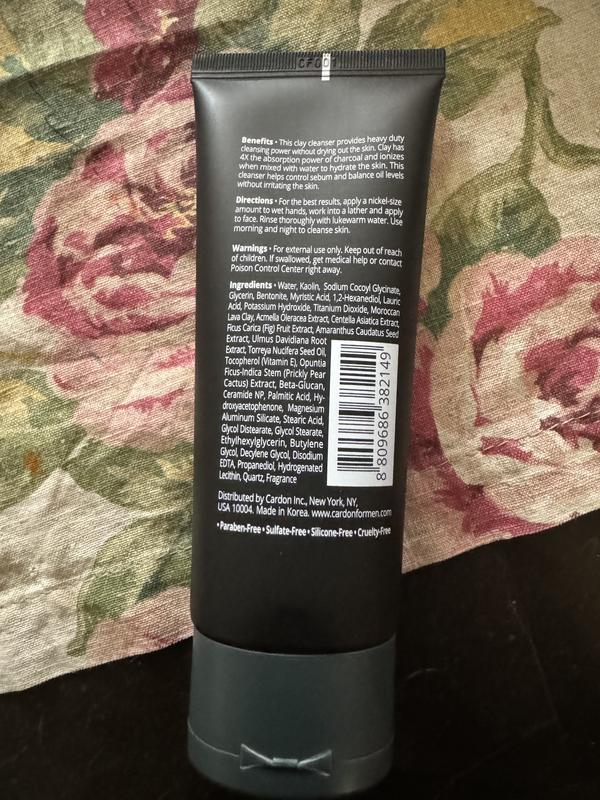 CF001
Benefits • This clay cleanser provides heavy duty
cleansing power without drying out the skin. Clay has
4X the absorption power of charcoal and ionizes
when mixed with water to hydrate the skin. This
cleanser helps control sebum and balance oil levels
without irritating the skin.
Directions • For the best results, apply a nickel-size
amount to wet hands, work into a lather and apply
to face. Rinse thoroughly with lukewarm water. Use
morning and night to cleanse skin.
Warnings • For external use only. Keep out of reach
of children. If swallowed, get medical help or contact
Poison Control Center right away.
Ingredients • Water, Kaolin, Sodium Cocoyl Glycinate,
Glycerin, Bentonite, Myristic Acid, 1,2-Hexanediol, Lauric
Acid, Potassium Hydroxide, Titanium Dioxide, Moroccan
Lava Clay, Acmella Oleracea Extract, Centella Asiatica Extract,
Ficus Carica (Fig) Fruit Extract, Amaranthus Caudatus Seed
Extract, Ulmus Davidiana Root
Extract, Torreya Nucifera Seed Oil,
Tocopherol (Vitamin E), Opuntia
Ficus-Indica Stem (Prickly Pear
Cactus) Extract, Beta-Glucan,
Ceramide NP, Palmitic Acid, Hy-
droxyacetophenone, Magnesium
Aluminum Silicate, Stearic Acid,
Glycol Distearate, Glycol Stearate,
Ethylhexylglycerin, Butylene
Glycol, Decylene Glycol, Disodium
EDTA, Propanediol, Hydrogenated
Lecithin, Quartz, Fragrance
8 809686 382149
Distributed by Cardon Inc., New York, NY,
USA 10004. Made in Korea. www.cardonformen.com
• Paraben-Free • Sulfate-Free • Silicone-Free • Cruelty-Free